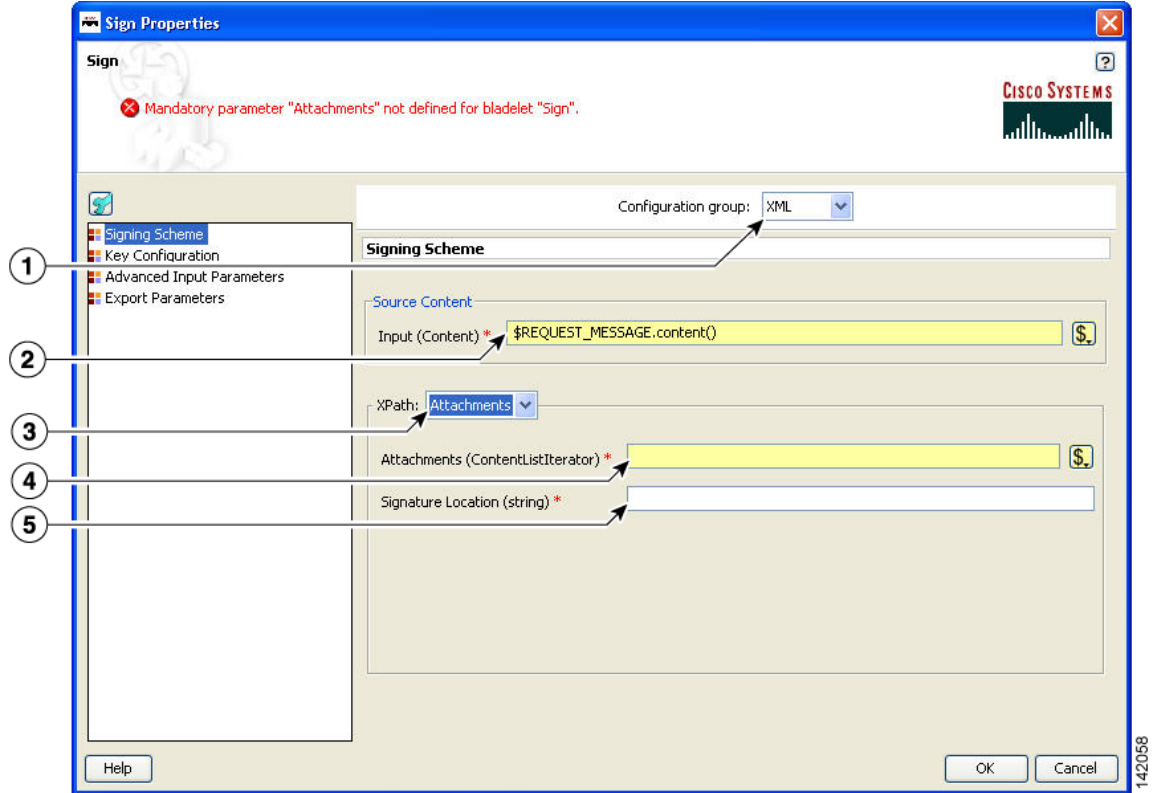 Sign Properties
Sign
Mandatory parameter "Attachments" not defined for bladelet "Sign".
CISCO SYSTEMS
Configuration group: XML
Signing Scheme
Key Configuration
Advanced Input Parameters
Export Parameters
Signing Scheme
Source Content
Input (Content) * $REQUEST_MESSAGE.content() $
XPath: Attachments
Attachments (ContentListIterator) * $
Signature Location (string) *
1
2
3
4
5
Help
OK
Cancel
142058